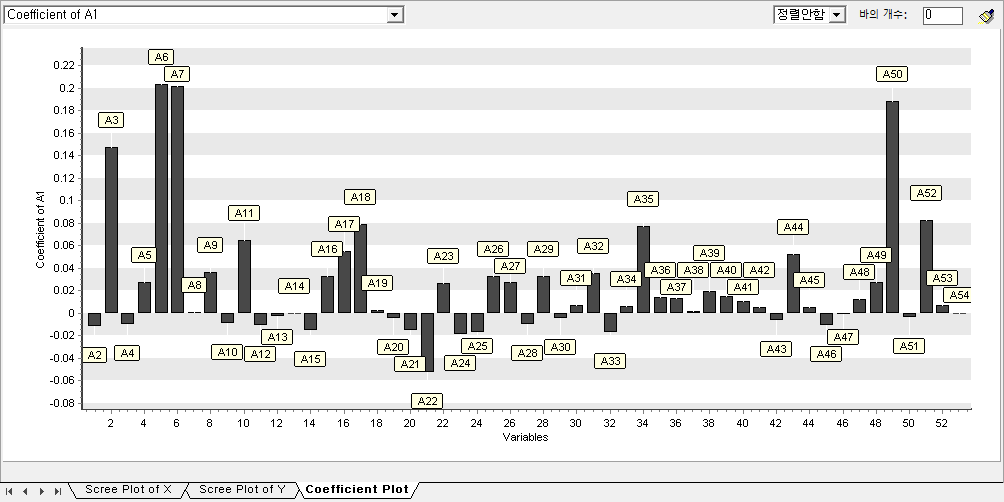 Coefficient of A1 정렬안함 바의 개수: 0
A6
0.22
A7 A50
0.2
0.18
A3
0.16
0.14
0.12
A52
A18 A35
0.1
A11
A17 A44
0.08
A9 A16 A26 A29 A32 A39 A49
A5
0.06
A27 A36 A38 A40 A42 A48
A23 A31 A34 A45 A53
0.04
A8 A14 A19 A37 A41 A54
0.02
0
-0.02
A13 A47
A20 A25 A30 A43 A51
A2 A4 A10 A12 A28 A46
-0.04
A15 A21 A24 A33
-0.06
A22
-0.08
Coefficient of A1
2 4 6 8 10 12 14 16 18 20 22 24 26 28 30 32 34 36 38 40 42 44 46 48 50 52
Variables
Scree Plot of X Scree Plot of Y Coefficient Plot